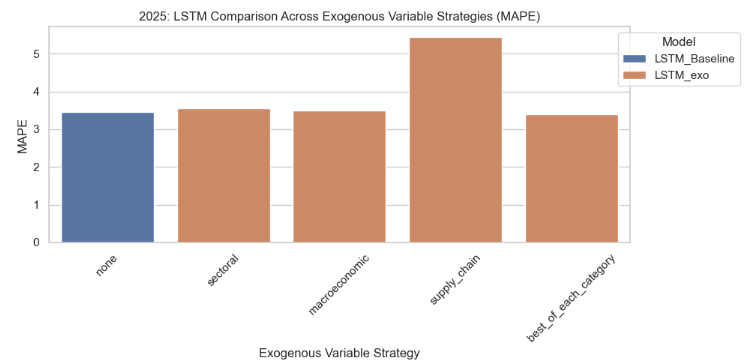 2025: LSTM Comparison Across Exogenous Variable Strategies (MAPE)
Model
LSTM_Baseline
LSTM_exo
MAPE
5
4
3
2
1
0
none
sectoral
macroeconomic
supply_chain
best_of_each_category
Exogenous Variable Strategy